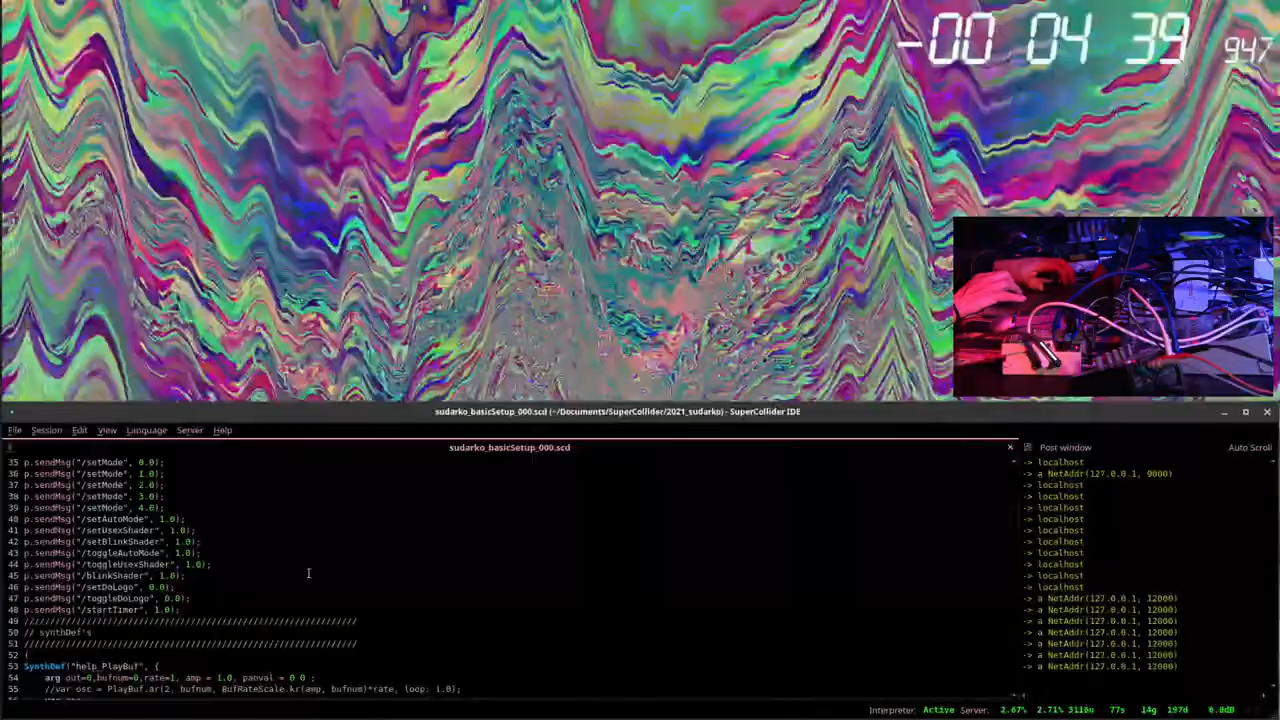 -00 04 39 947
sudarko_basicSetup_000.scd (~/Documents/SuperCollider/2021_sudarko) - SuperCollider IDE
File Session Edit View Language Server Help
sudarko_basicSetup_000.scd
35 p.sendMsg("/setMode", 0.0);
36 p.sendMsg("/setMode", 1.0);
37 p.sendMsg("/setMode", 2.0);
38 p.sendMsg("/setMode", 3.0);
39 p.sendMsg("/setMode", 4.0);
40 p.sendMsg("/setAutoMode", 1.0);
41 p.sendMsg("/setUsexShader", 1.0);
42 p.sendMsg("/setBlinkShader", 1.0);
43 p.sendMsg("/toggleAutoMode", 1.0);
44 p.sendMsg("/toggleUsexShader", 1.0);
45 p.sendMsg("/blinkShader", 1.0);
46 p.sendMsg("/setDoLogo", 0.0);
47 p.sendMsg("/toggleDoLogo", 0.0);
48 p.sendMsg("/startTimer", 1.0);
49 ////////////////////////////////////////////////////////////////
50 // synthDef's
51 ////////////////////////////////////////////////////////////////
52 (
53 SynthDef("help_PlayBuf", {
54 arg out=0,bufnum=0,rate=1, amp = 1.0, panval = 0 0 ;
55 //var osc = PlayBuf.ar(2, bufnum, BufRateScale.kr(amp, bufnum)*rate, loop: 1.0);
Post window Auto Scroll
-> localhost
-> a NetAddr(127.0.0.1, 9000)
-> localhost
-> localhost
-> localhost
-> localhost
-> localhost
-> localhost
-> localhost
-> localhost
-> localhost
-> localhost
-> a NetAddr(127.0.0.1, 12000)
-> a NetAddr(127.0.0.1, 12000)
-> a NetAddr(127.0.0.1, 12000)
-> a NetAddr(127.0.0.1, 12000)
-> a NetAddr(127.0.0.1, 12000)
-> a NetAddr(127.0.0.1, 12000)
-> a NetAddr(127.0.0.1, 12000)
Interpreter: Active Server: 2.67% 2.71% 3116u 77s 14g 197d 0.0dB